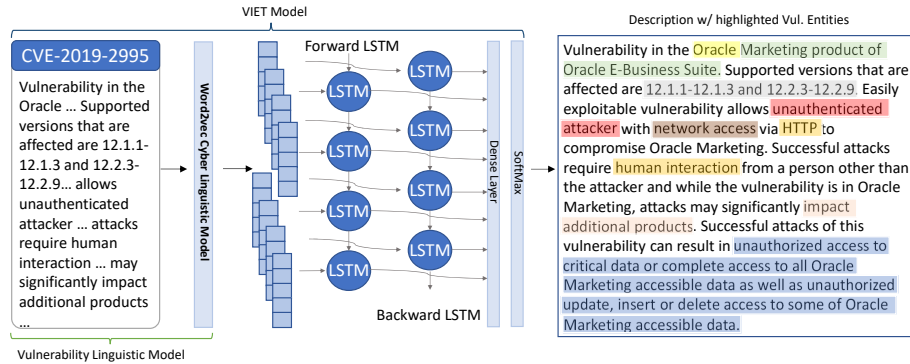 VIET Model
CVE-2019-2995
Vulnerability in the
Oracle ... Supported
versions that are
affected are 12.1.1-
12.1.3 and 12.2.3-
12.2.9... allows
unauthenticated
attacker ... attacks
require human
interaction ... may
significantly impact
additional products
...
Vulnerability Linguistic Model
Word2vec Cyber Linguistic Model
Forward LSTM
LSTM
LSTM
LSTM
LSTM
LSTM
LSTM
LSTM
LSTM
Backward LSTM
Dense Layer
SoftMax
Description w/ highlighted Vul. Entities
Vulnerability in the Oracle Marketing product of
Oracle E-Business Suite. Supported versions that are
affected are 12.1.1-12.1.3 and 12.2.3-12.2.9. Easily
exploitable vulnerability allows unauthenticated
attacker with network access via HTTP to
compromise Oracle Marketing. Successful attacks
require human interaction from a person other than
the attacker and while the vulnerability is in Oracle
Marketing, attacks may significantly impact
additional products. Successful attacks of this
vulnerability can result in unauthorized access to
critical data or complete access to all Oracle
Marketing accessible data as well as unauthorized
update, insert or delete access to some of Oracle
Marketing accessible data.